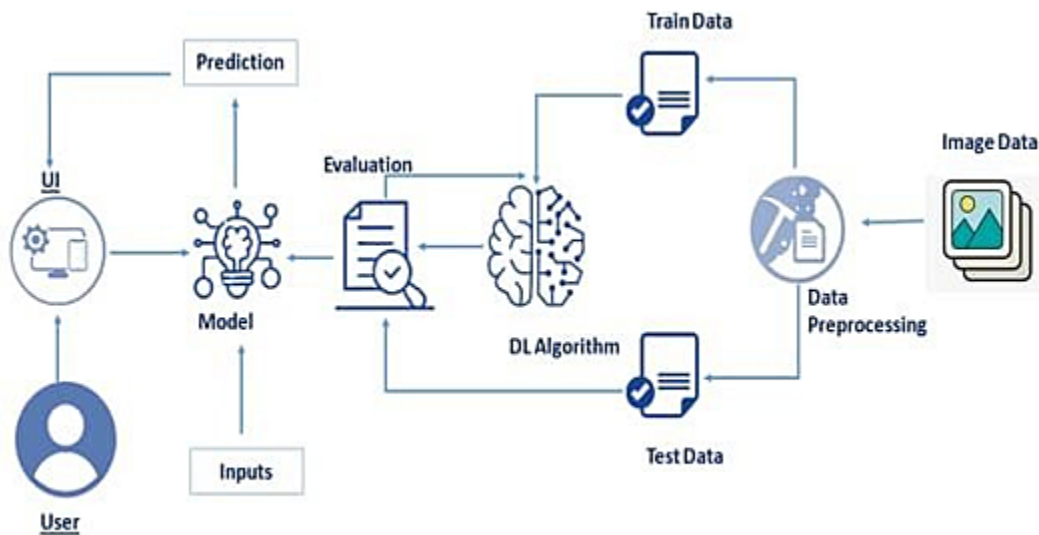 Train Data
Prediction
Image Data
Evaluation
UI
Data
Preprocessing
Model
DL Algorithm
Test Data
Inputs
User